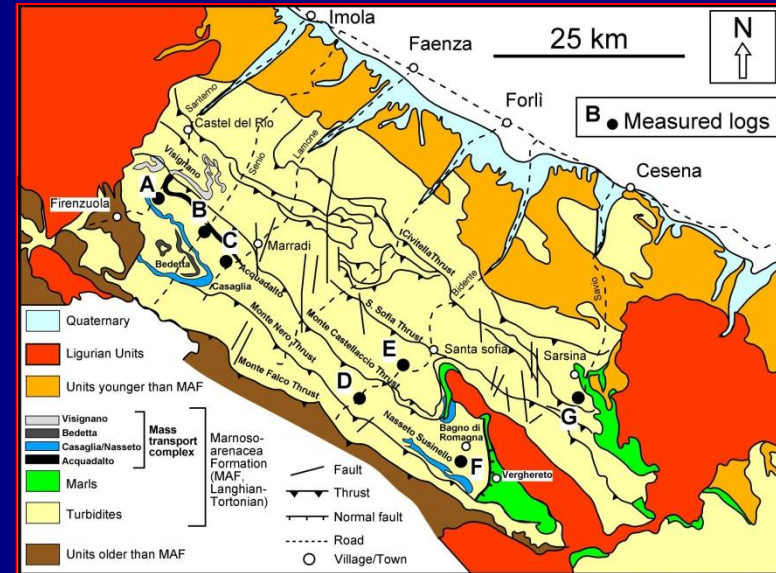 Imola
Faenza
25 km
N
Forlì
B Measured logs
Santerno
Castel del Rio
Senio
Lamone
Cesena
Visignano
A
Firenzuola
B
C
Marradi
Bedetta
Acquadalto
Casaglia
Civitella Thrust
Bidente
Savio
S. Sofia Thrust
Monte Nero Thrust
Monte Castellaccio Thrust
Monte Falco Thrust
E
Santa sofia
Sarsina
D
G
Bagno di
Romagna
Nasseto Susinello
F
Verghereto
Quaternary
Ligurian Units
Units younger than MAF
Visignano
Bedetta
Casaglia/Nasseto
Acquadalto
Mass
transport
complex
Marnoso-
arenacea
Formation
(MAF,
Langhian-
Tortonian)
Marls
Turbidites
Units older than MAF
Fault
Thrust
Normal fault
Road
Village/Town